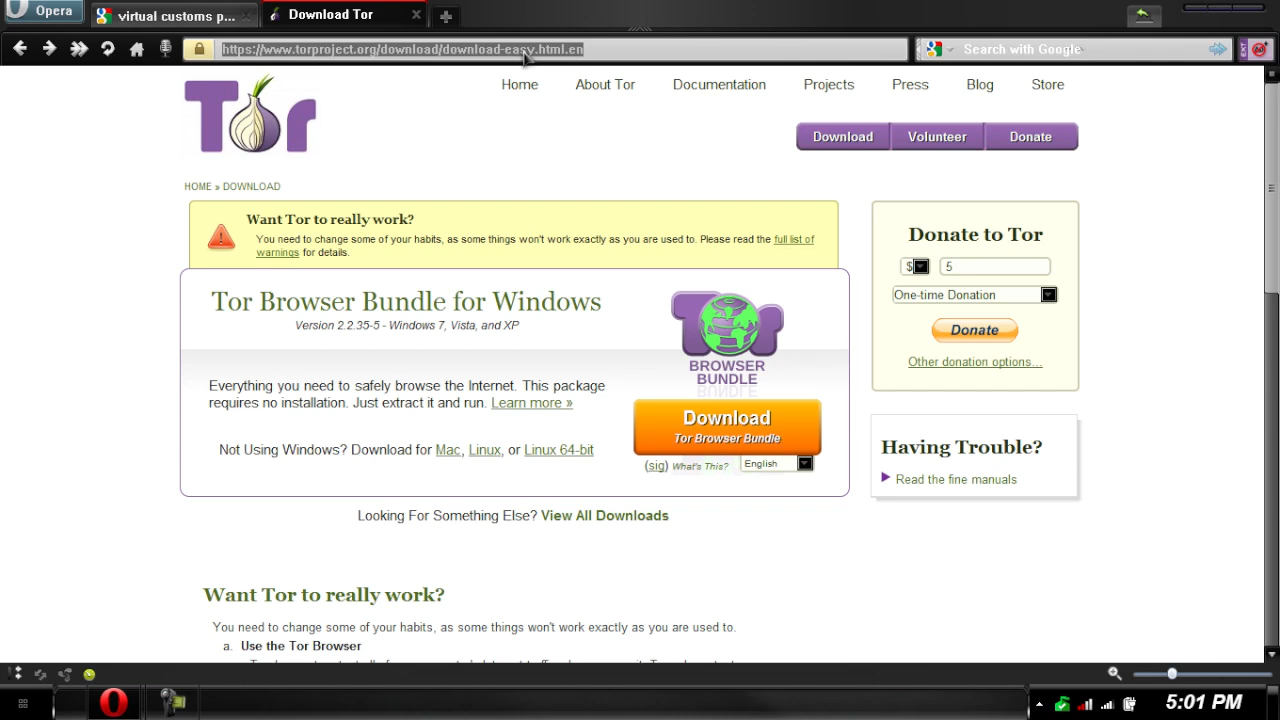 Opera
virtual customs p...
Download Tor
https://www.torproject.org/download/download-easy.html.en
Search with Google
Tor
Home About Tor Documentation Projects Press Blog Store
Download Volunteer Donate
HOME » DOWNLOAD
Want Tor to really work?
You need to change some of your habits, as some things won't work exactly as you are used to. Please read the full list of
warnings for details.
Tor Browser Bundle for Windows
Version 2.2.35-5 - Windows 7, Vista, and XP
Everything you need to safely browse the Internet. This package
requires no installation. Just extract it and run. Learn more »
Not Using Windows? Download for Mac, Linux, or Linux 64-bit
Tor
BROWSER
BUNDLE
Download
Tor Browser Bundle
(sig) What's This? English
Looking For Something Else? View All Downloads
Donate to Tor
$ 5
One-time Donation
Donate
Other donation options...
Having Trouble?
Read the fine manuals
Want Tor to really work?
You need to change some of your habits, as some things won't work exactly as you are used to.
a. Use the Tor Browser
5:01 PM